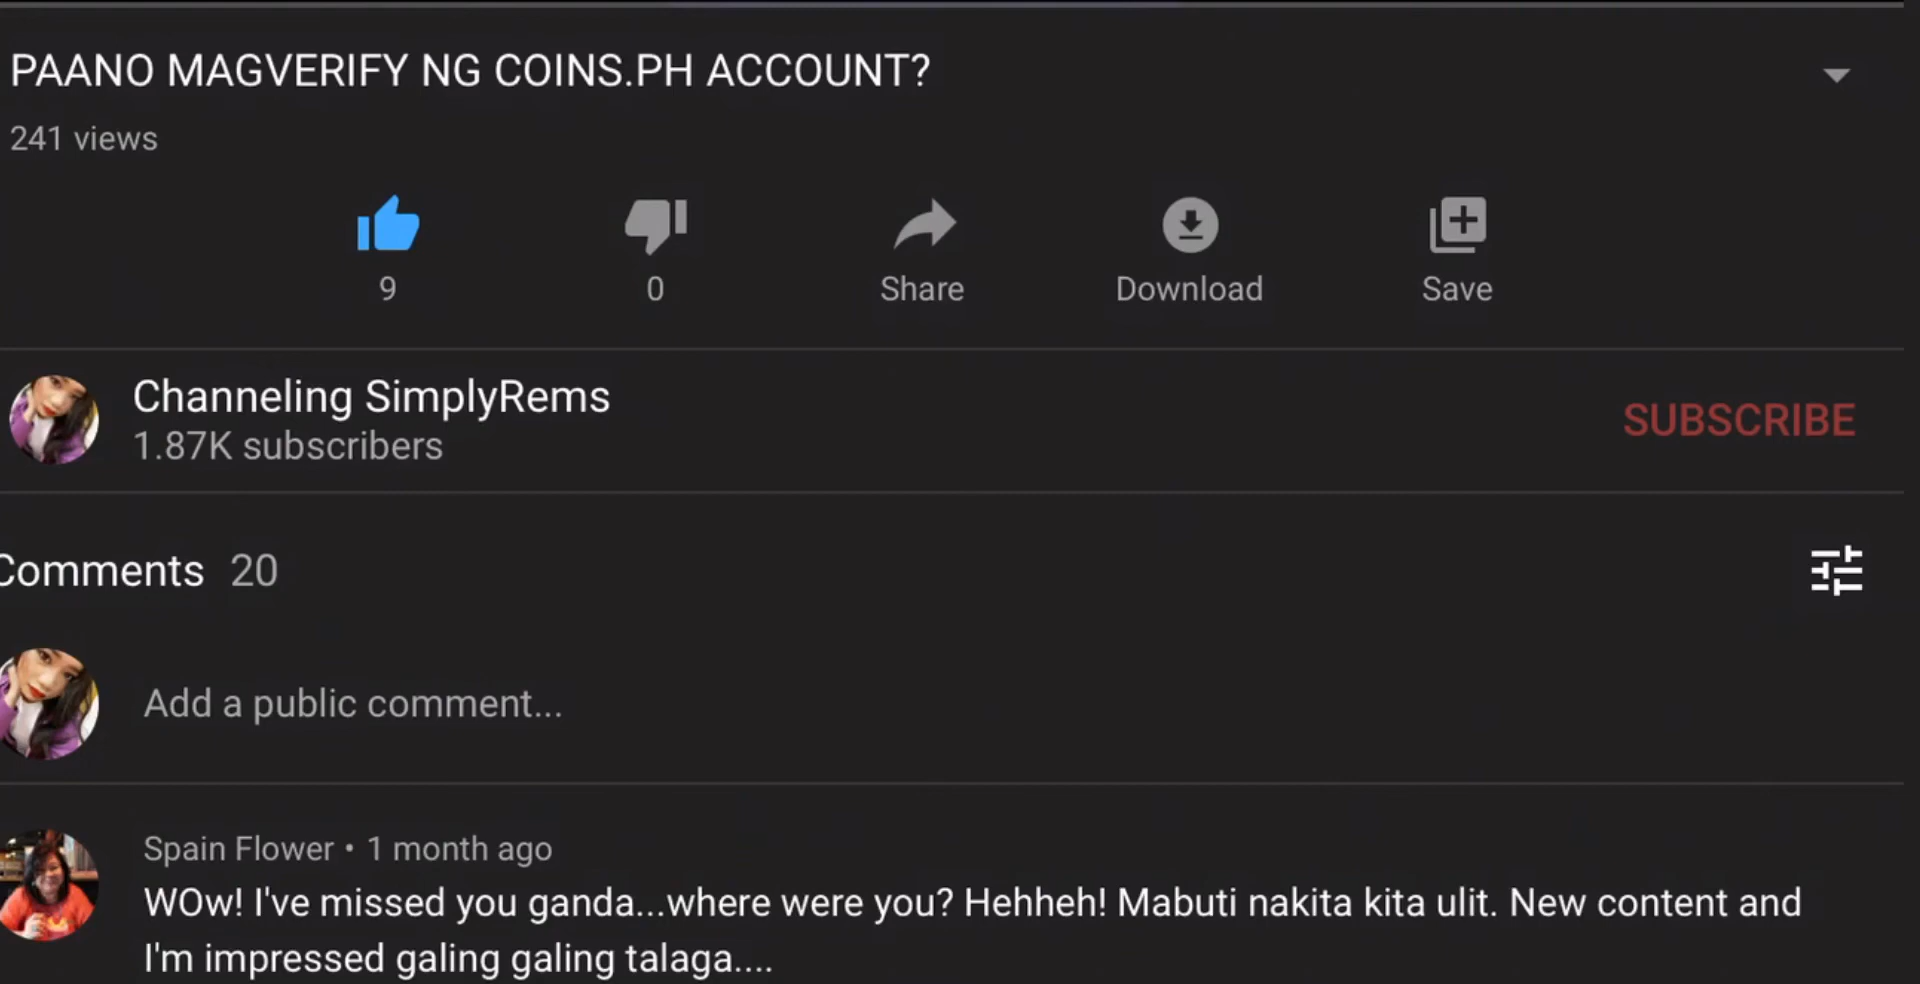 PAANO MAGVERIFY NG COINS.PH ACCOUNT?
241 views
9
0
Share
Download
Save
Channeling SimplyRems
1.87K subscribers
SUBSCRIBE
Comments 20
Add a public comment...
Spain Flower • 1 month ago
WOw! I've missed you ganda...where were you? Hehheh! Mabuti nakita kita ulit. New content and
I'm impressed galing galing talaga....